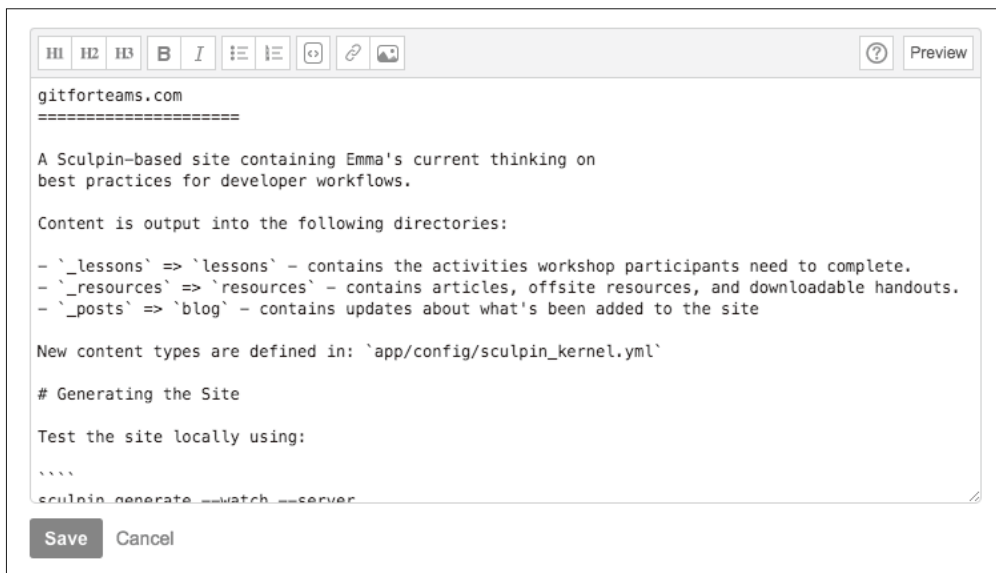 H1 H2 H3 B I Preview
gitforteams.com
=====================
A Sculpin-based site containing Emma's current thinking on
best practices for developer workflows.
Content is output into the following directories:
- `_lessons` => `lessons` - contains the activities workshop participants need to complete.
- `_resources` => `resources` - contains articles, offsite resources, and downloadable handouts.
- `_posts` => `blog` - contains updates about what's been added to the site
New content types are defined in: `app/config/sculpin_kernel.yml`
# Generating the Site
Test the site locally using:
````
sculpin generate --watch --server
Save Cancel